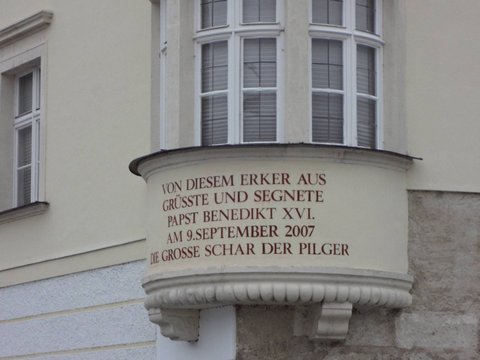 VON DIESEM ERKER AUS
GRÜSSTE UND SEGNETE
PAPST BENEDIKT XVI.
AM 9.SEPTEMBER 2007
DIE GROSSE SCHAR DER PILGER